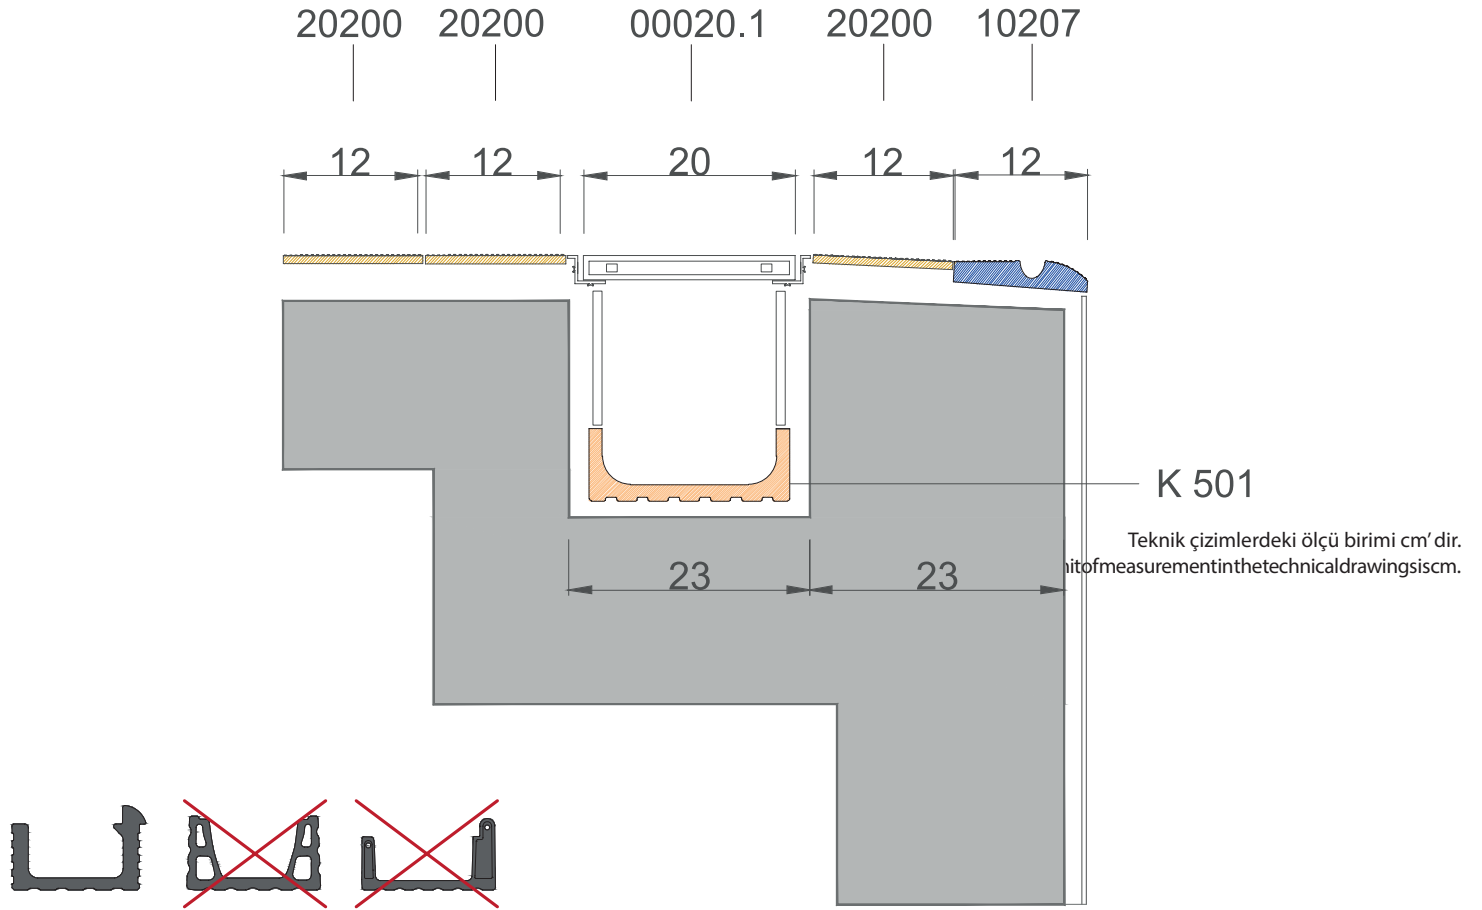 20200 20200 00020.1 20200 10207
12 12 20 12 12
K 501
Teknik çizimlerdeki ölçü birimi cm’ dir.
nitofmeasurementinthetechnicaldrawingsiscm.
23 23